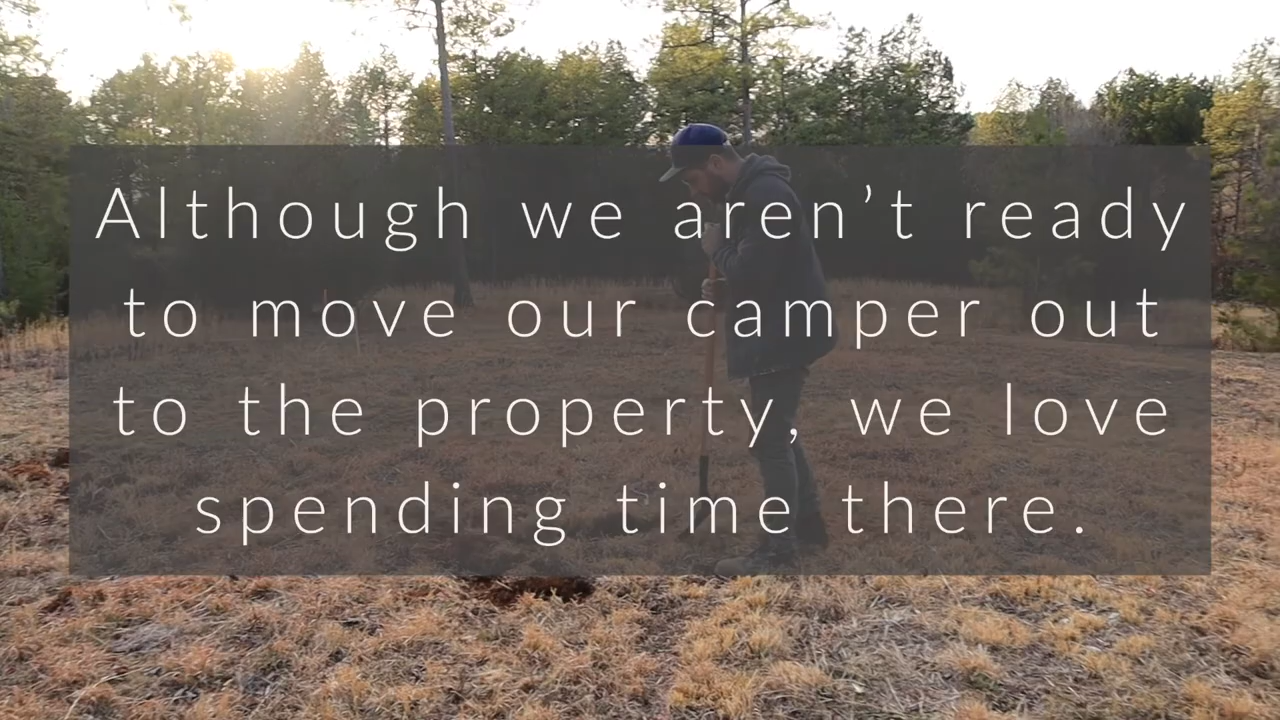 Although we aren’t ready
to move our camper out
to the property, we love
spending time there.